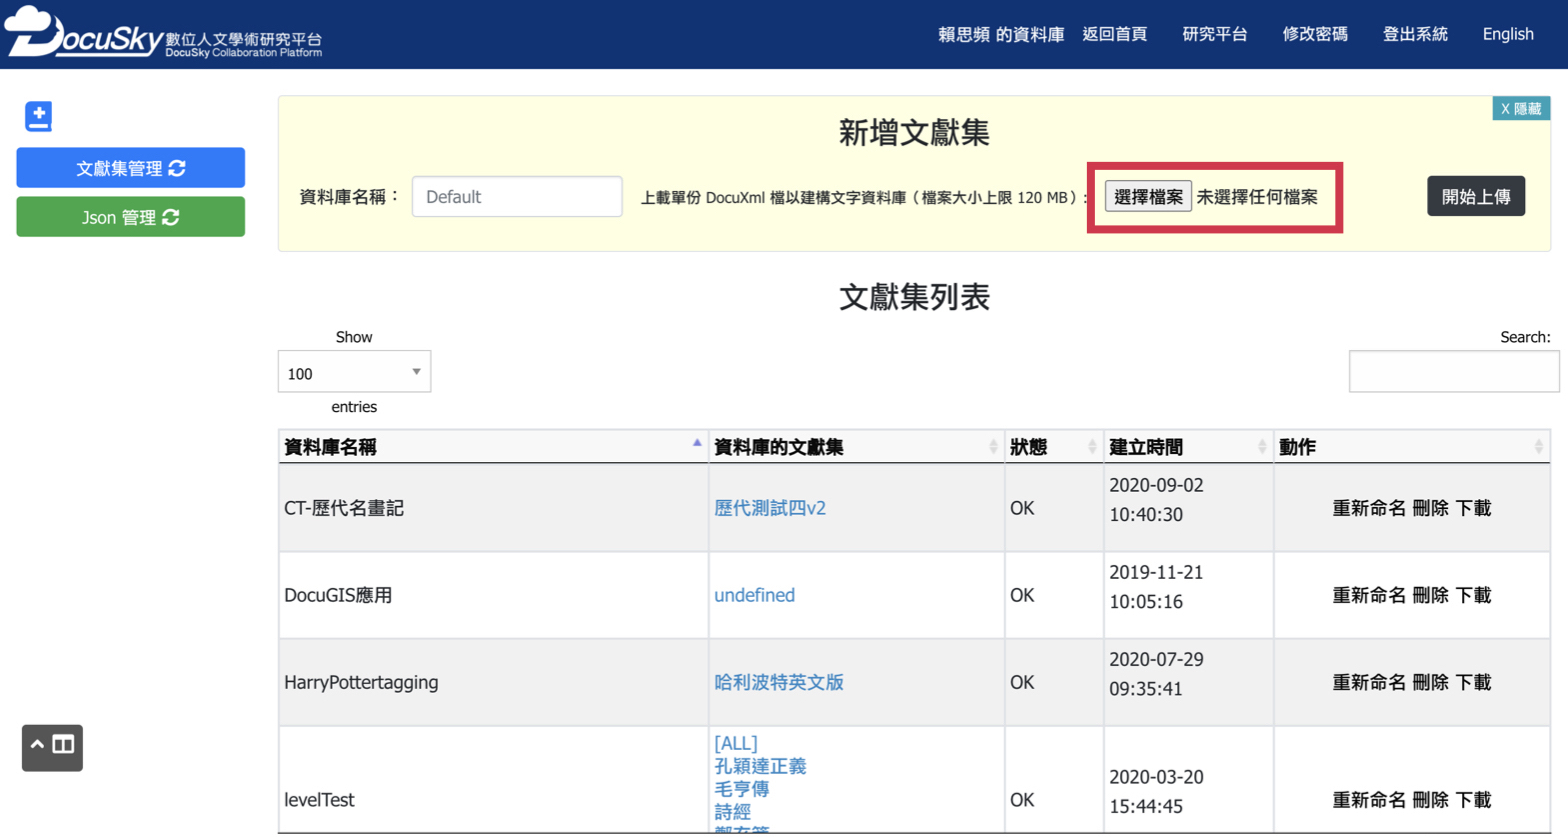 DocuSky 數位人文學術研究平台
DocuSky Collaboration Platform
賴思頻 的資料庫 返回首頁 研究平台 修改密碼 登出系統 English
X 隱藏
文獻集管理
Json 管理
新增文獻集
資料庫名稱： Default 上載單份 DocuXml 檔以建構文字資料庫（檔案大小上限 120 MB）: 選擇檔案 未選擇任何檔案 開始上傳
文獻集列表
Show
100
entries
Search:
資料庫名稱 資料庫的文獻集 狀態 建立時間 動作
CT-歷代名畫記 歷代測試四v2 OK 2020-09-02 10:40:30 重新命名 刪除 下載
DocuGIS應用 undefined OK 2019-11-21 10:05:16 重新命名 刪除 下載
HarryPottertagging 哈利波特英文版 OK 2020-07-29 09:35:41 重新命名 刪除 下載
[ALL]
孔穎達正義
毛亨傳
詩經
levelTest OK 2020-03-20 15:44:45 重新命名 刪除 下載